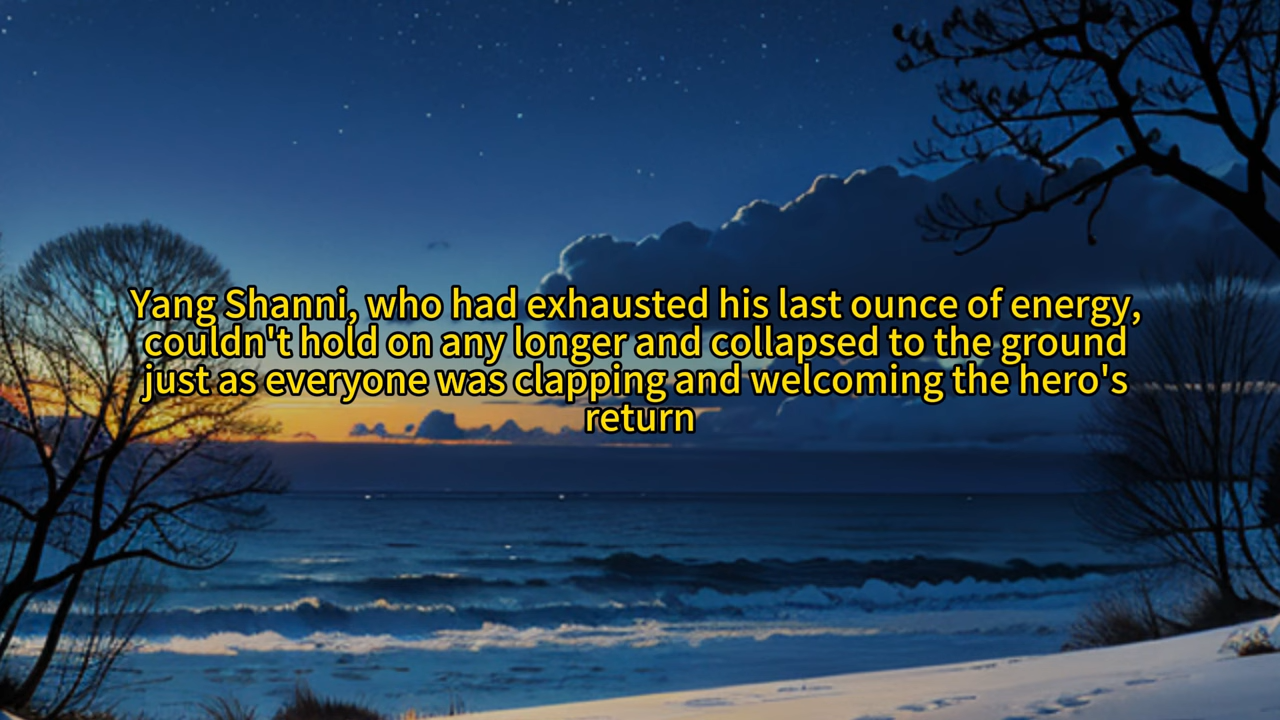 Yang Shanni, who had exhausted his last ounce of energy,
couldn't hold on any longer and collapsed to the ground
just as everyone was clapping and welcoming the hero's
return